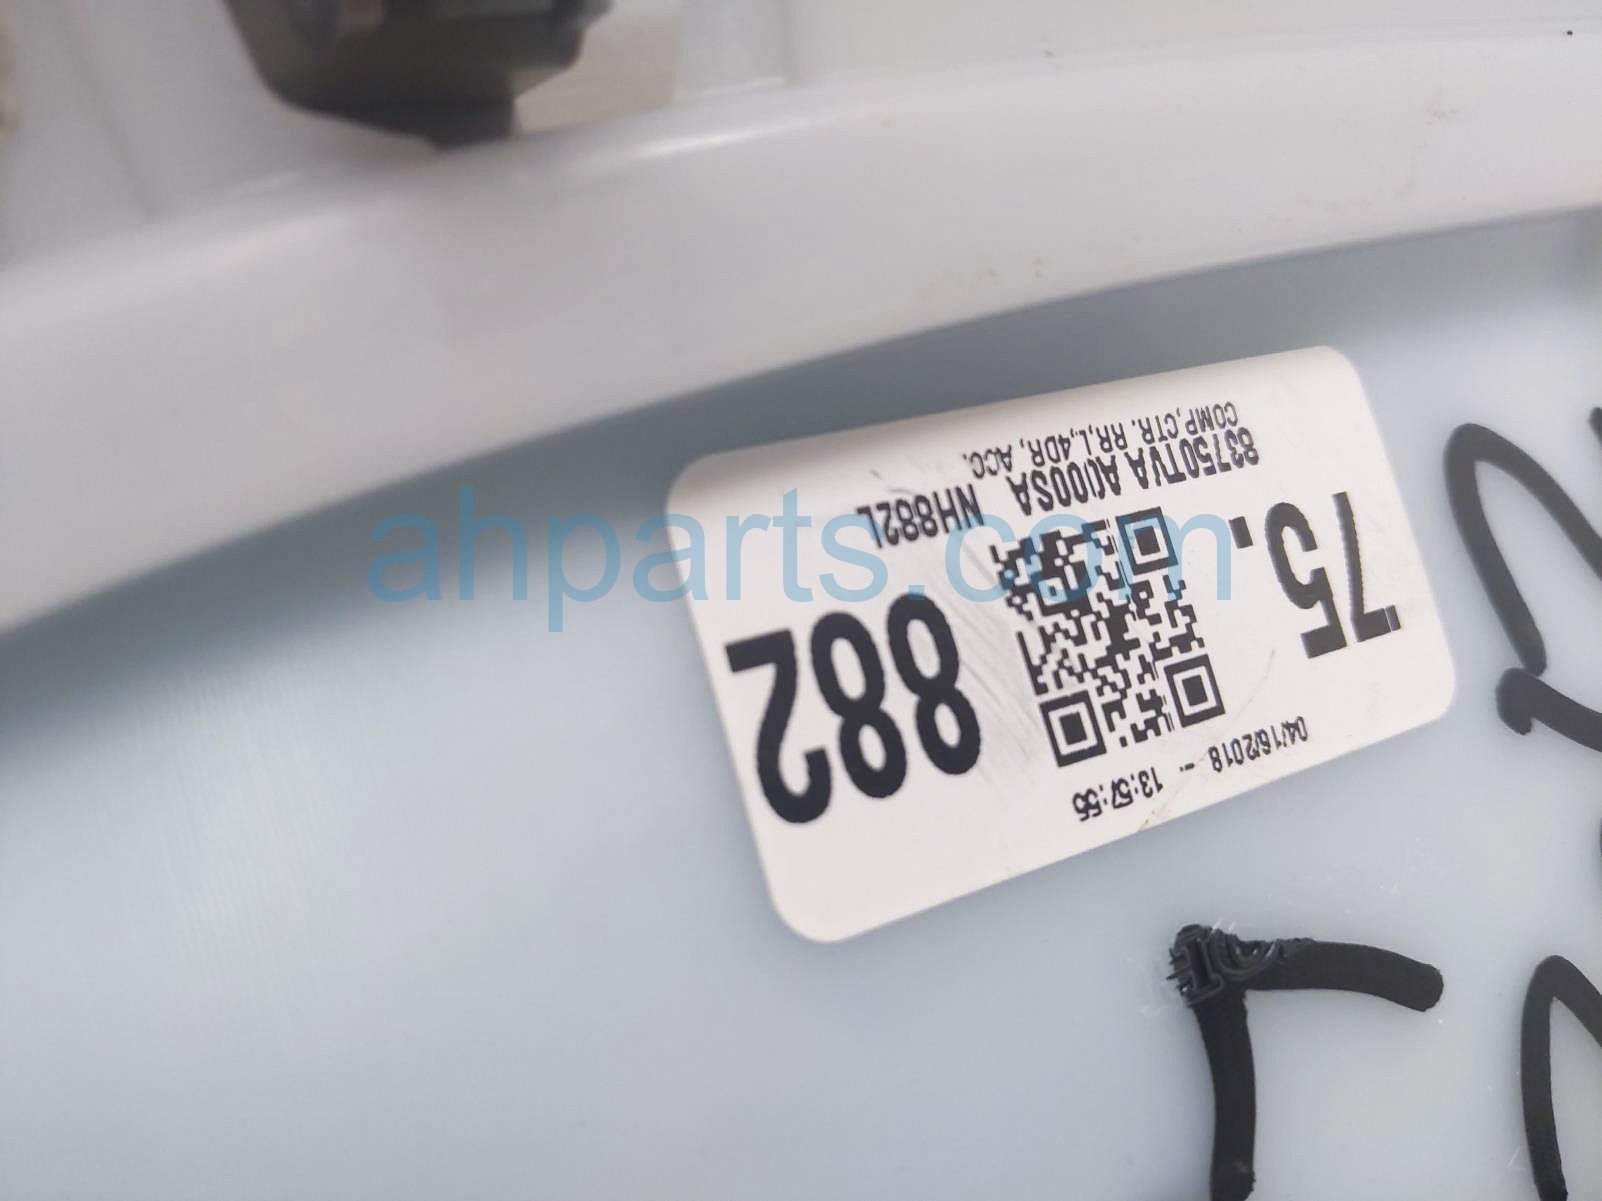 COMP,CTR. RR,L,4DR, ACC.
83750TVA A000SA NH882L
75.
882
04/16/2018 - 13:57:55
ahparts.com